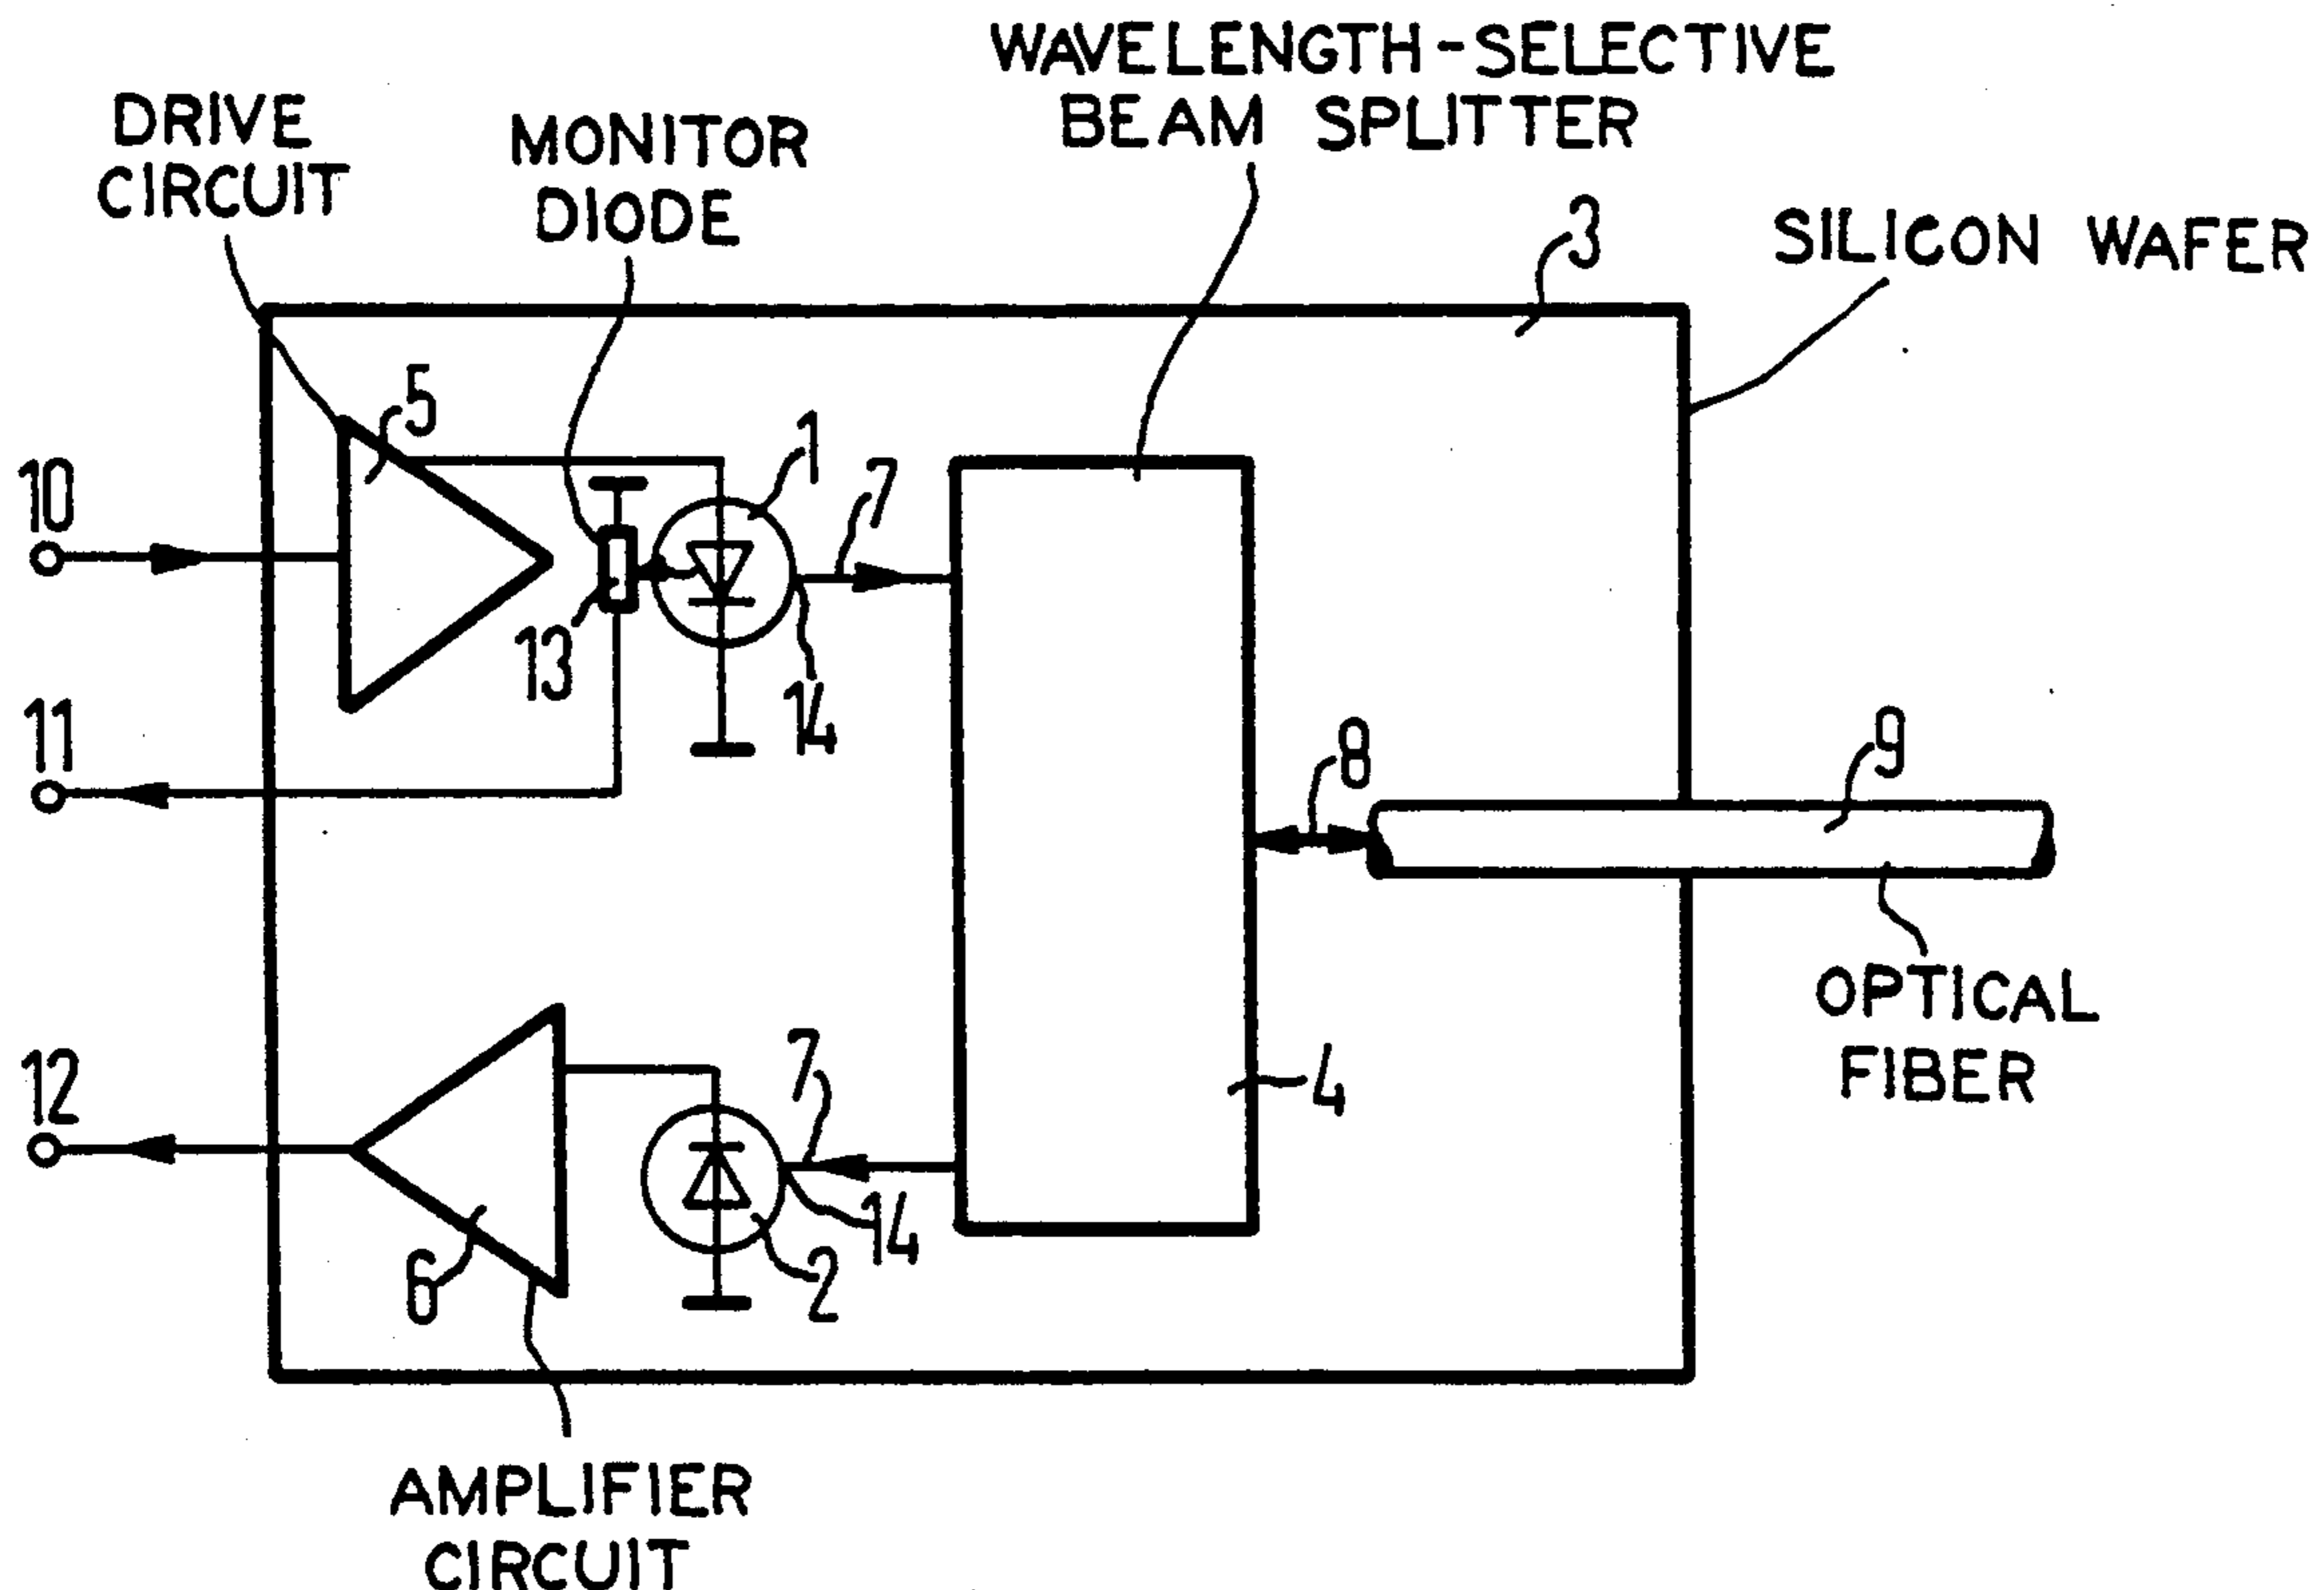 WAVELENGTH-SELECTIVE
BEAM SPLITTER
DRIVE
CIRCUIT
MONITOR
DIODE
3
SILICON WAFER
5
1
7
10
13
14
11
8
9
OPTICAL
FIBER
12
7
4
14
6
2
AMPLIFIER
CIRCUIT